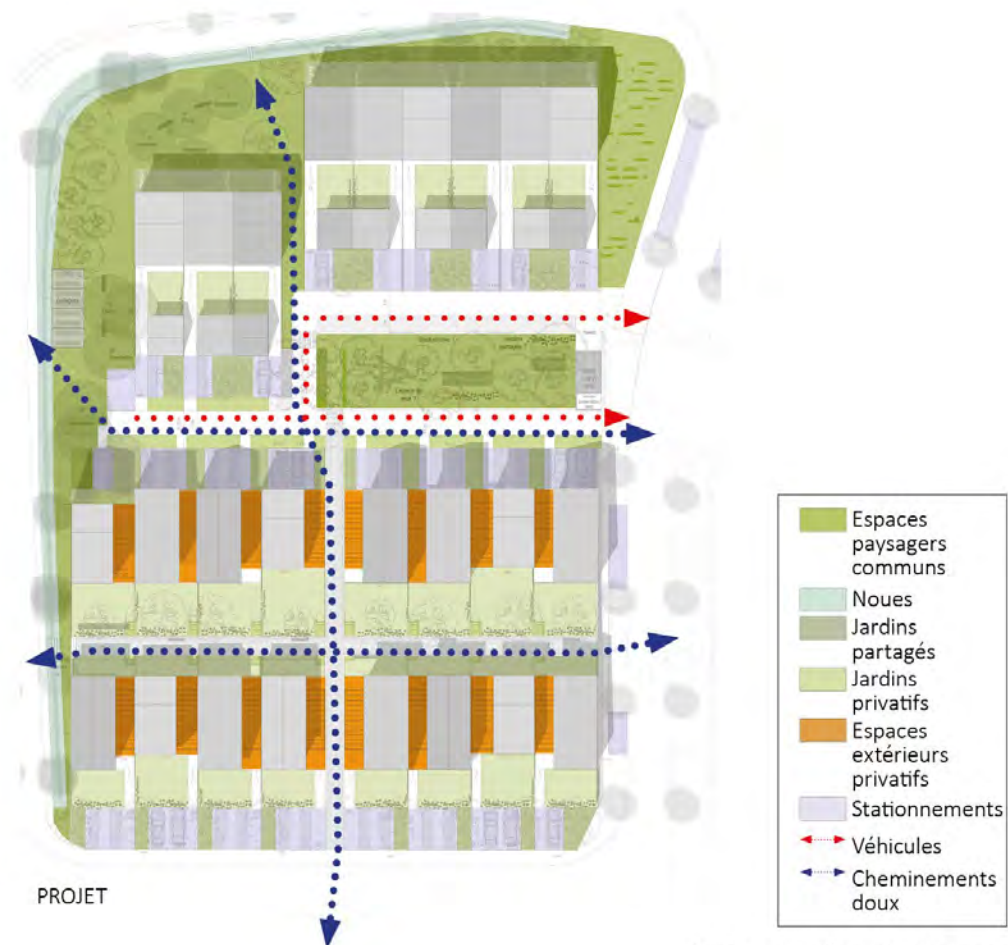 Espaces
paysagers
communs
Noues
Jardins
partagés
Jardins
privatifs
Espaces
extérieurs
privatifs
Stationnements
Véhicules
Cheminements
doux
PROJET